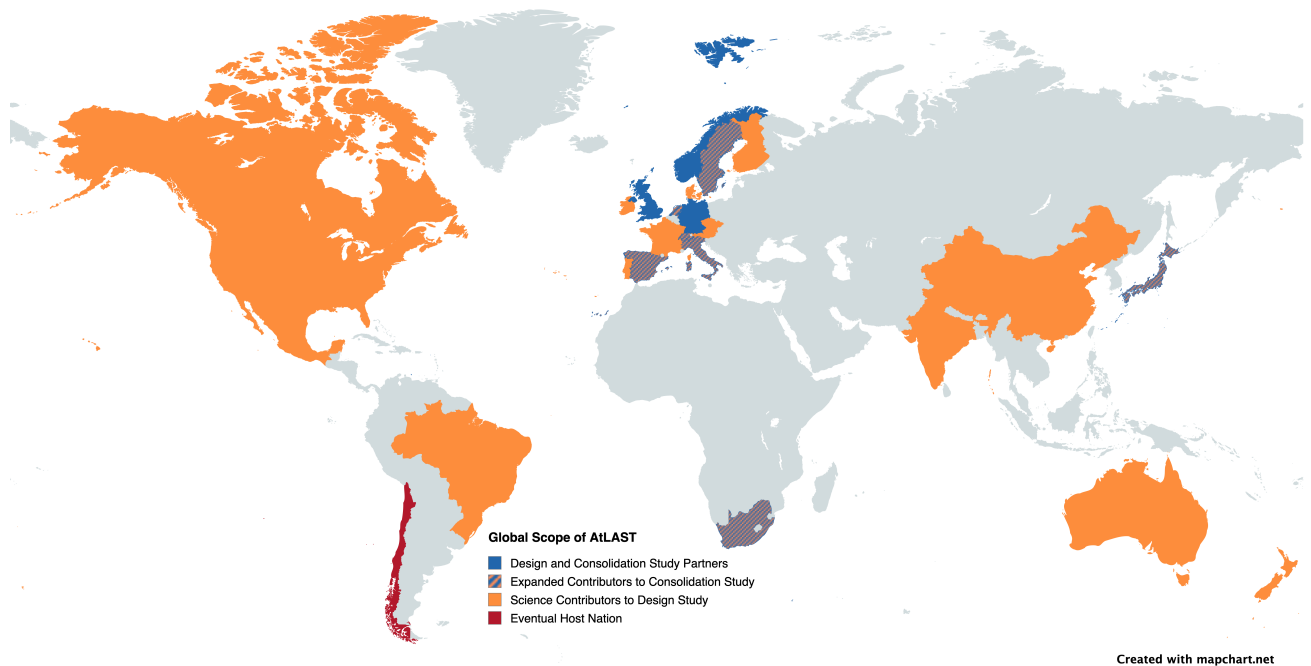 Global Scope of AtLAST
Design and Consolidation Study Partners
Expanded Contributors to Consolidation Study
Science Contributors to Design Study
Eventual Host Nation
Created with mapchart.net